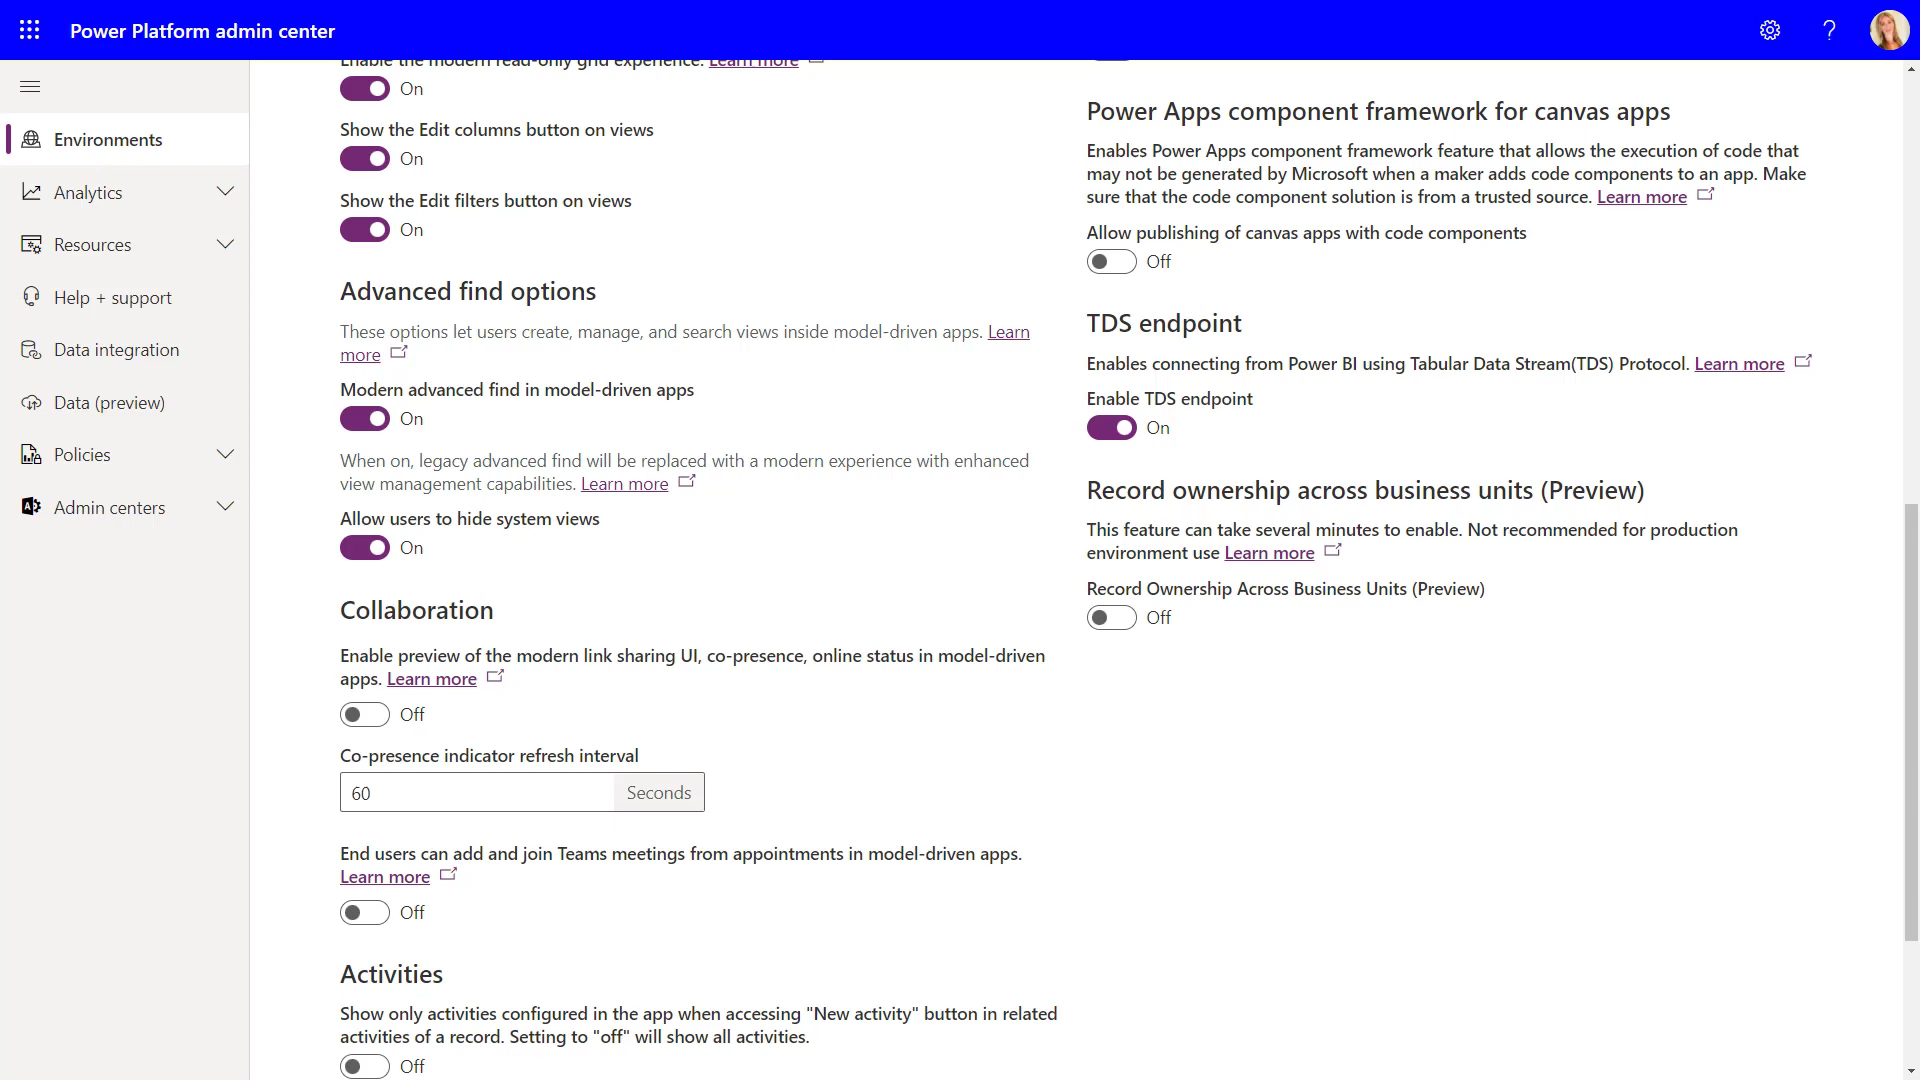 Power Platform admin center
Environments
Analytics
Resources
Help + support
Data integration
Data (preview)
Policies
Admin centers
Enable the modern read-only grid experience. Learn more
On
Show the Edit columns button on views
On
Show the Edit filters button on views
On
Advanced find options
These options let users create, manage, and search views inside model-driven apps. Learn
more
Modern advanced find in model-driven apps
On
When on, legacy advanced find will be replaced with a modern experience with enhanced
view management capabilities. Learn more
Allow users to hide system views
On
Collaboration
Enable preview of the modern link sharing UI, co-presence, online status in model-driven
apps. Learn more
Off
Co-presence indicator refresh interval
60 Seconds
End users can add and join Teams meetings from appointments in model-driven apps.
Learn more
Off
Activities
Show only activities configured in the app when accessing "New activity" button in related
activities of a record. Setting to "off" will show all activities.
Off
Power Apps component framework for canvas apps
Enables Power Apps component framework feature that allows the execution of code that
may not be generated by Microsoft when a maker adds code components to an app. Make
sure that the code component solution is from a trusted source. Learn more
Allow publishing of canvas apps with code components
Off
TDS endpoint
Enables connecting from Power BI using Tabular Data Stream(TDS) Protocol. Learn more
Enable TDS endpoint
On
Record ownership across business units (Preview)
This feature can take several minutes to enable. Not recommended for production
environment use Learn more
Record Ownership Across Business Units (Preview)
Off